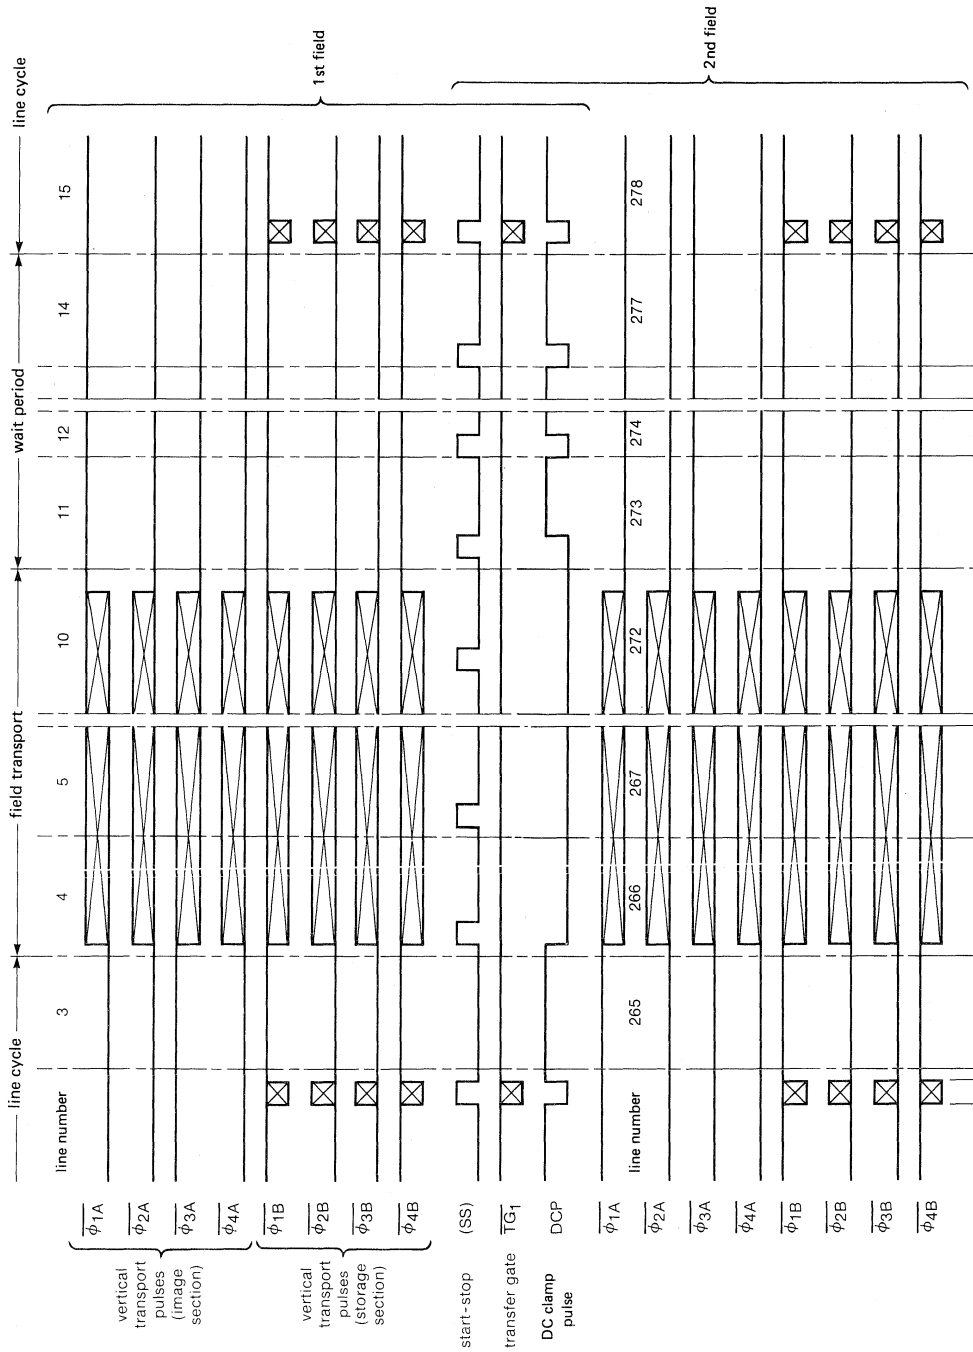 line cycle
field transport
wait period
line cycle
line number
3
4
5
10
11
12
14
15
vertical
transport
pulses
(image
section)
φ1A
φ2A
φ3A
φ4A
vertical
transport
pulses
(storage
section)
φ1B
φ2B
φ3B
φ4B
1st field
start-stop
(SS)
transfer gate
TG1
DC clamp
pulse
DCP
2nd field
line number
265
266
267
272
273
274
277
278
φ1A
φ2A
φ3A
φ4A
φ1B
φ2B
φ3B
φ4B